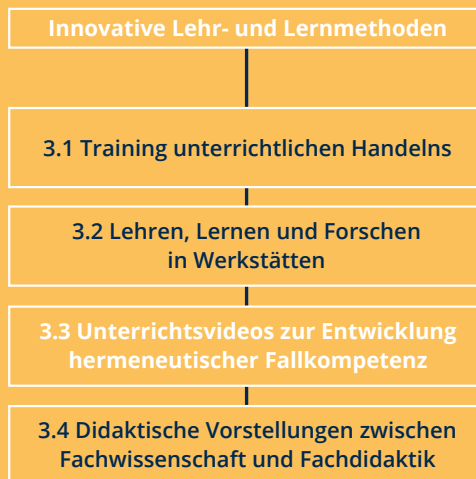 Innovative Lehr- und Lernmethoden
3.1 Training unterrichtlichen Handelns
3.2 Lehren, Lernen und Forschen
in Werkstätten
3.3 Unterrichtsvideos zur Entwicklung
hermeneutischer Fallkompetenz
3.4 Didaktische Vorstellungen zwischen
Fachwissenschaft und Fachdidaktik